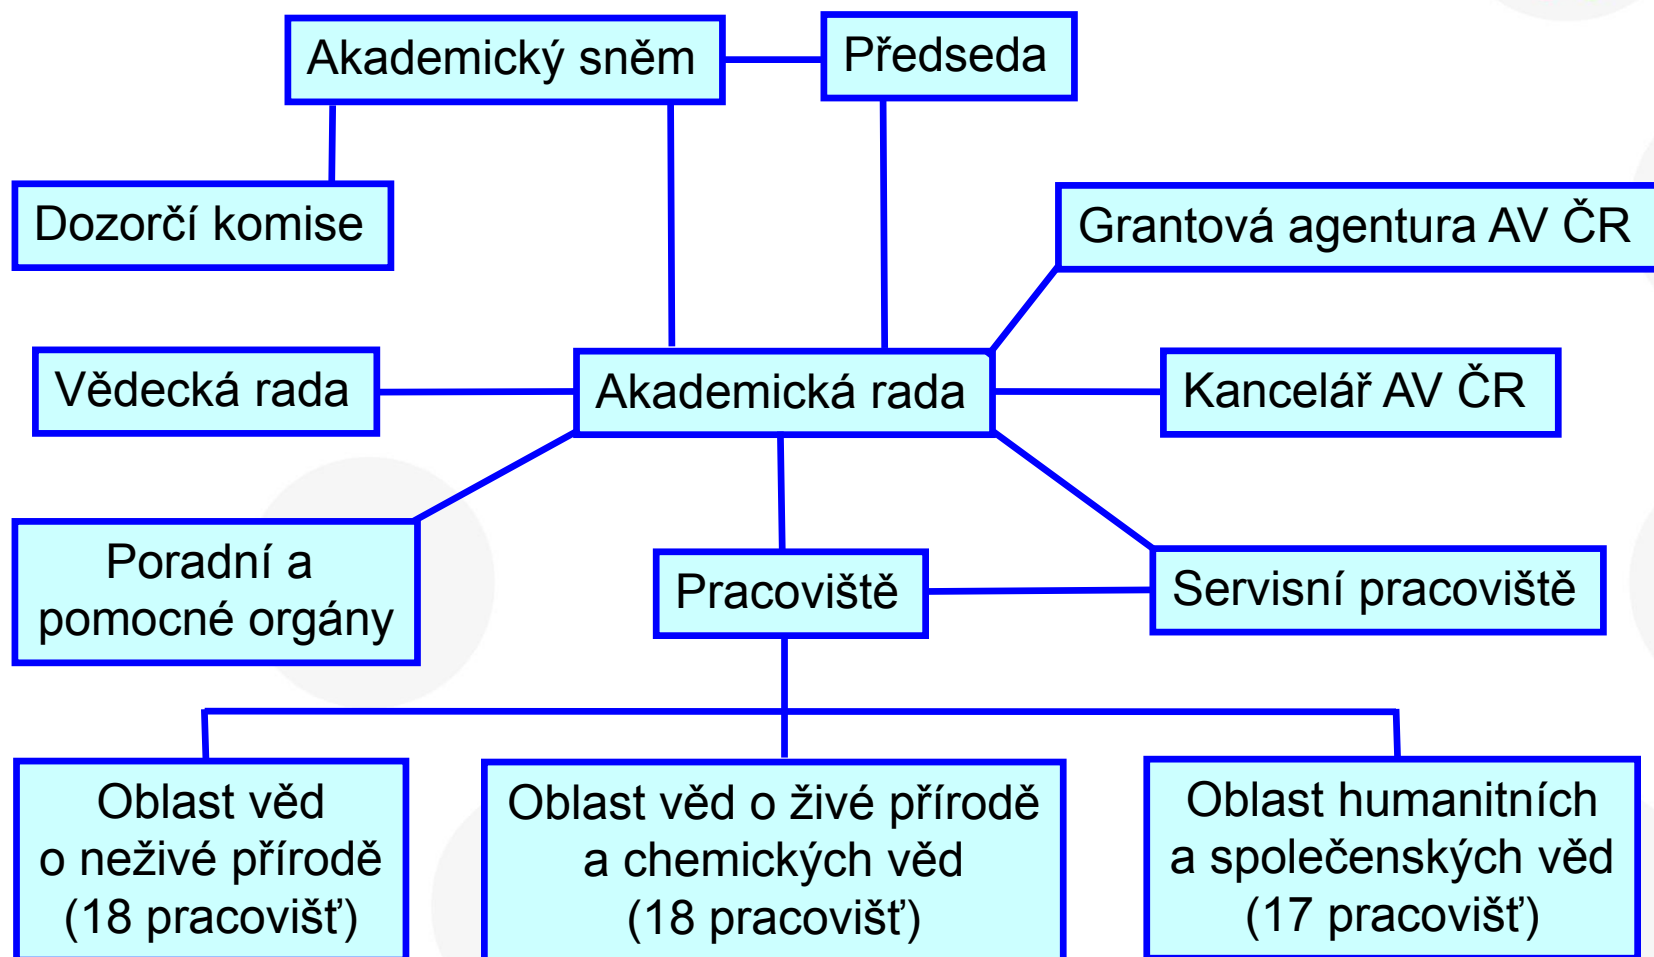 Akademický sněm
Předseda
Dozorčí komise
Grantová agentura AV ČR
Vědecká rada
Akademická rada
Kancelář AV ČR
Poradní a
pomocné orgány
Pracoviště
Servisní pracoviště
Oblast věd
o neživé přírodě
(18 pracovišť)
Oblast věd o živé přírodě
a chemických věd
(18 pracovišť)
Oblast humanitních
a společenských věd
(17 pracovišť)